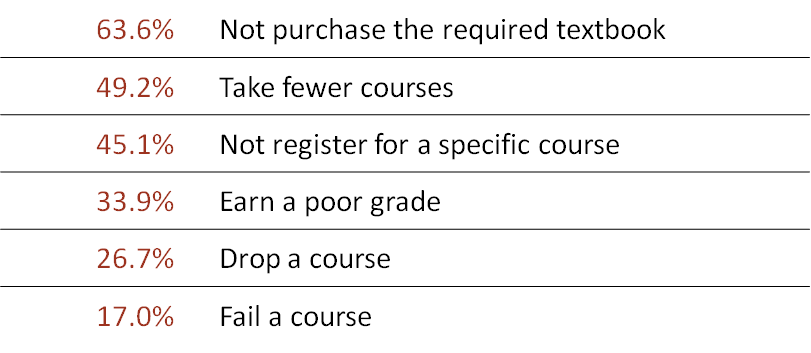 63.6% Not purchase the required textbook
49.2% Take fewer courses
45.1% Not register for a specific course
33.9% Earn a poor grade
26.7% Drop a course
17.0% Fail a course